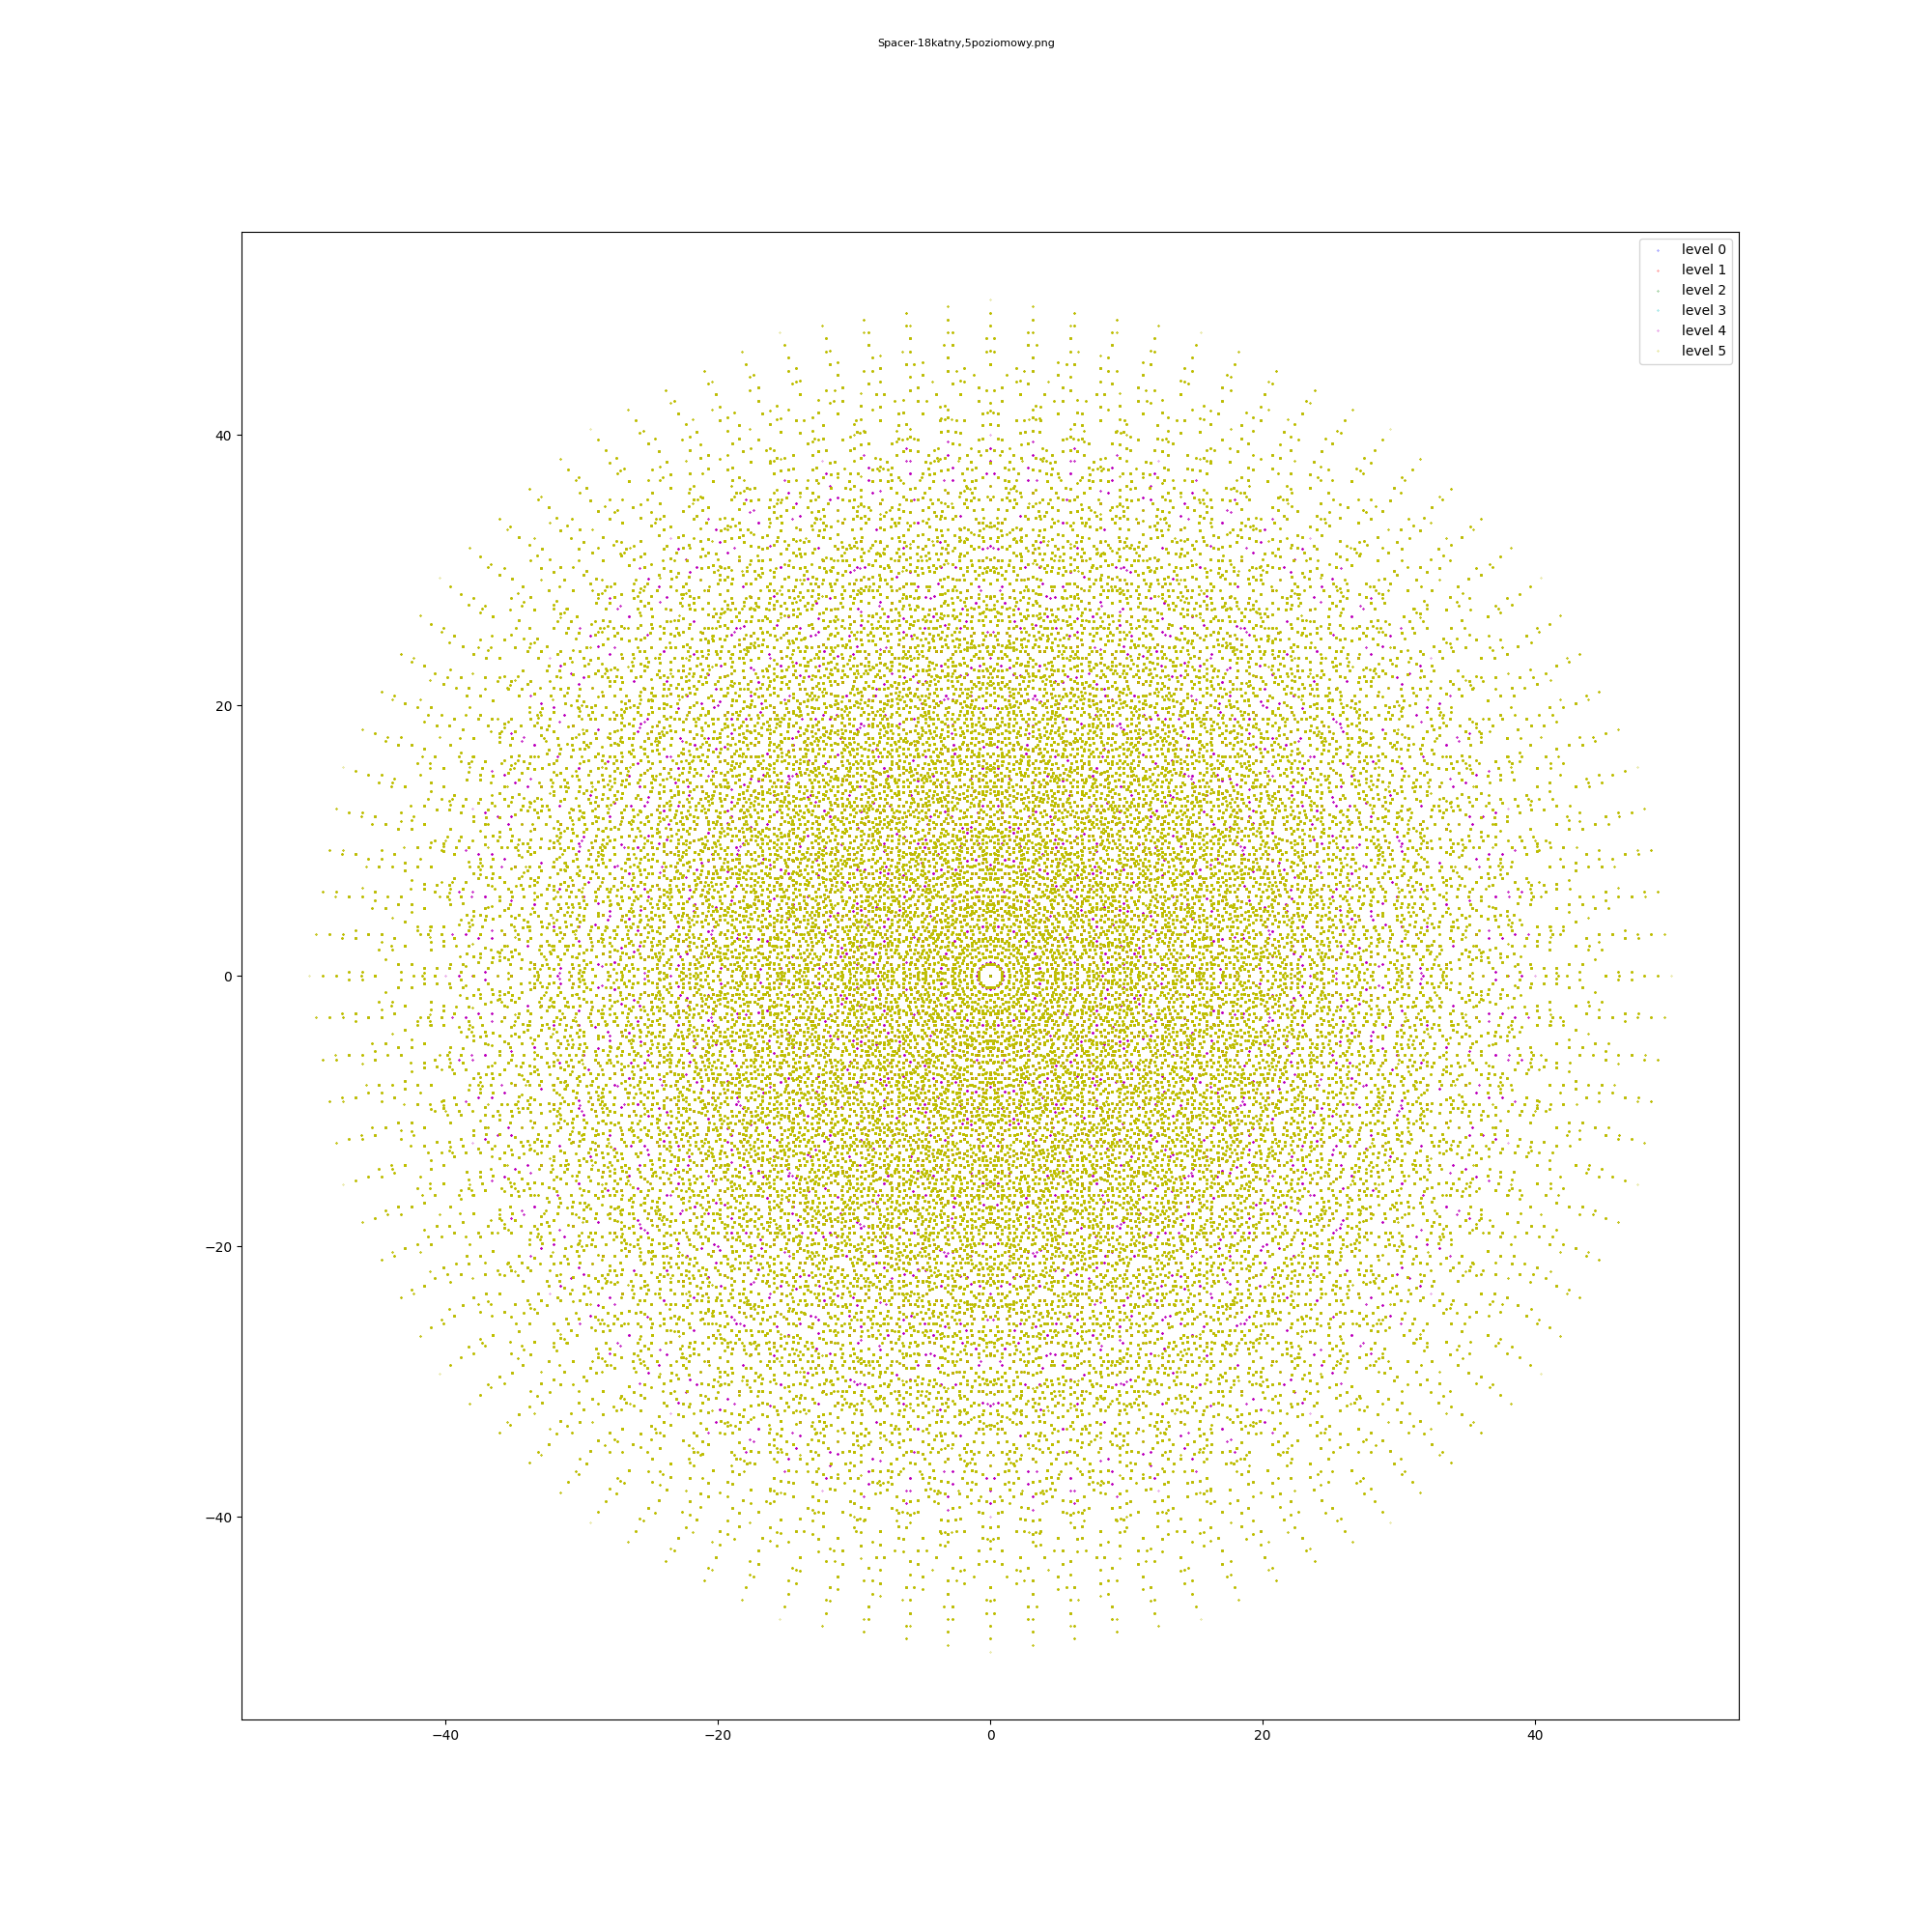 Spacer-18katny,5poziomowy.png
level 0
level 1
level 2
level 3
level 4
level 5
40
20
0
−20
−40
−40 −20 0 20 40